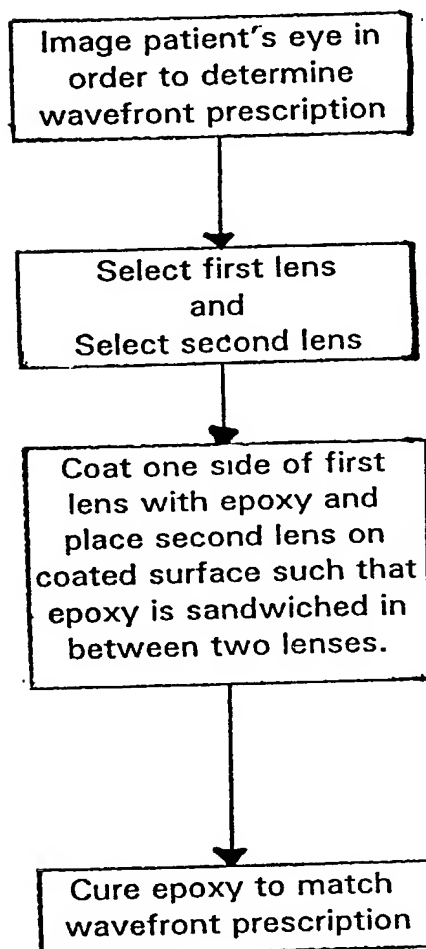 Image patient's eye in
order to determine
wavefront prescription
Select first lens
and
Select second lens
Coat one side of first
lens with epoxy and
place second lens on
coated surface such that
epoxy is sandwiched in
between two lenses.
Cure epoxy to match
wavefront prescription